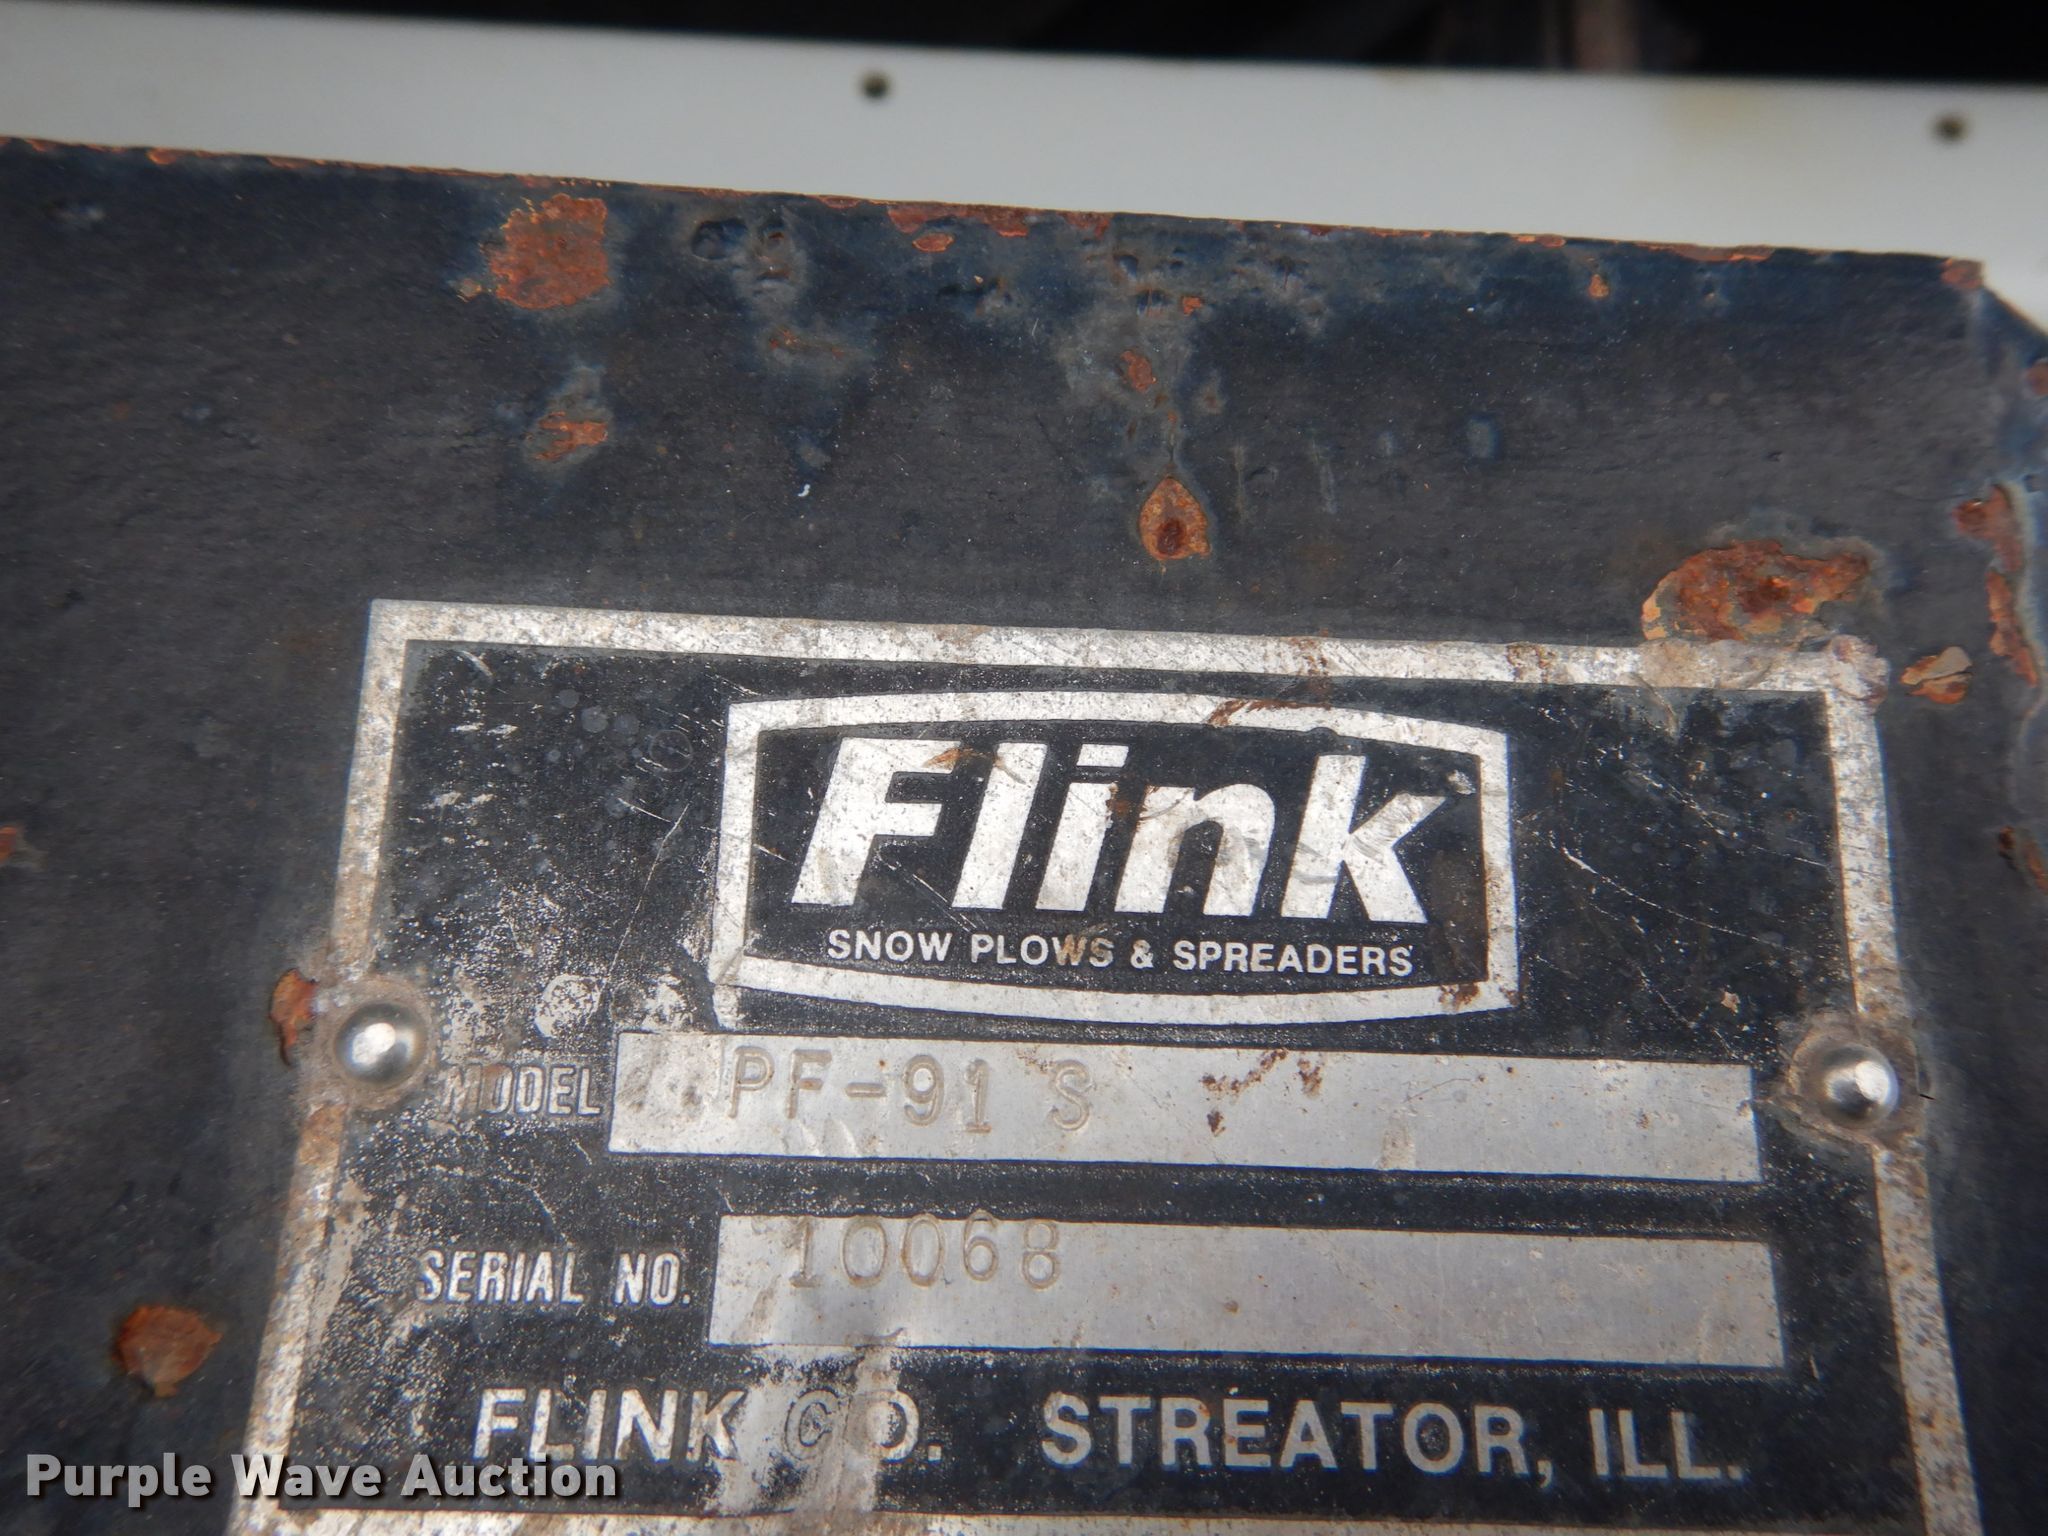 Flink
SNOW PLOWS & SPREADERS
MODEL PF-91 S
SERIAL NO. 10068
FLINK CO. STREATOR, ILL.
Purple Wave Auction